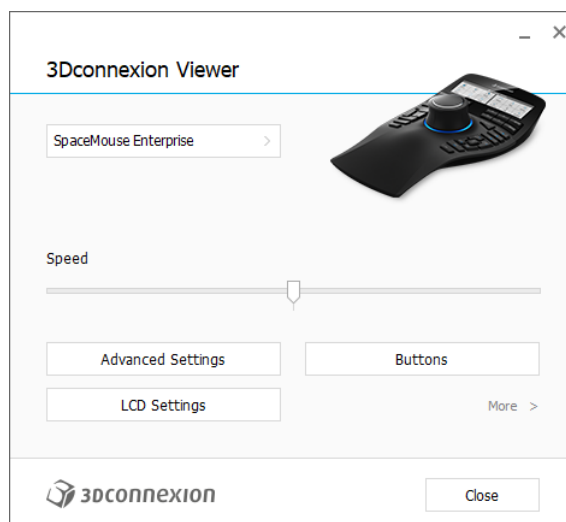 3Dconnexion Viewer
SpaceMouse Enterprise >
Speed
Advanced Settings
Buttons
LCD Settings
More >
3Dconnexion
Close